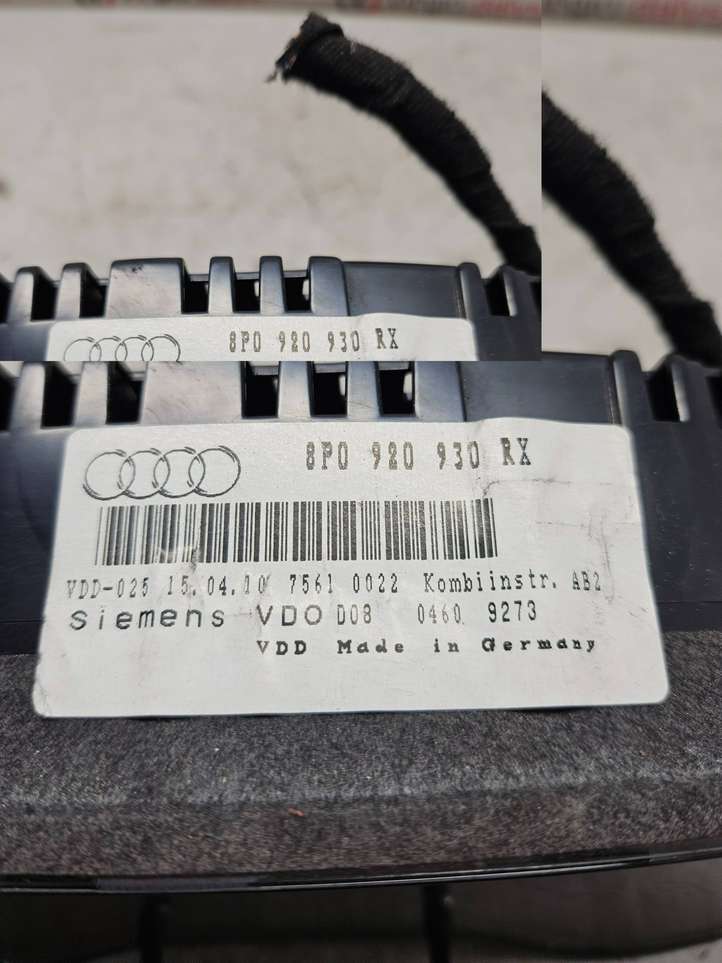 8P0 920 930 RX
8P0 920 930 RX
VDD-025 15.04.10 7561 0022 Kombiinstr. AB2
Siemens VDO D08 0460 9273
VDD Made in Germany